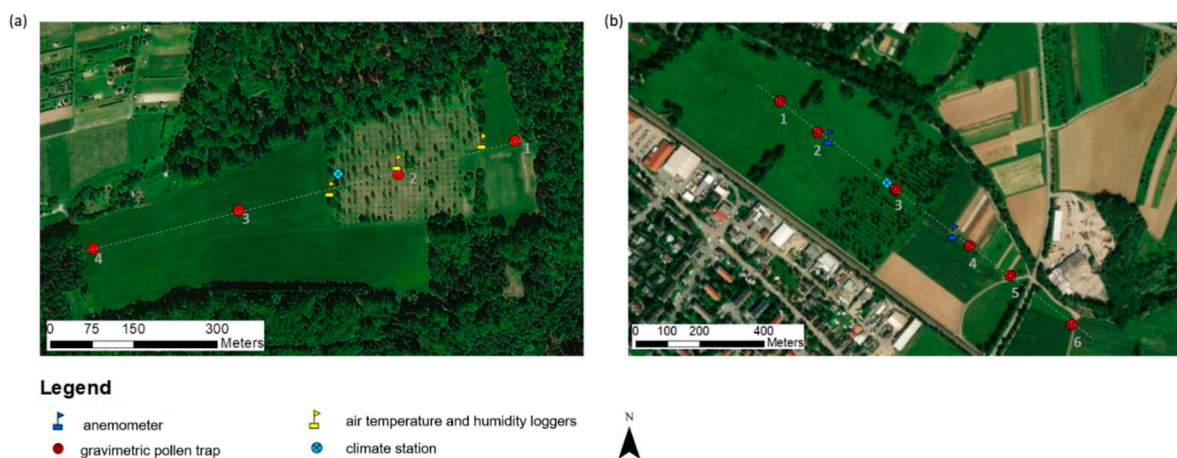 (a)
(b)
1
2
3
4
0 75 150 300
Meters
1
2
3
4
5
6
0 100 200 400
Meters
Legend
anemometer
gravimetric pollen trap
air temperature and humidity loggers
climate station
N